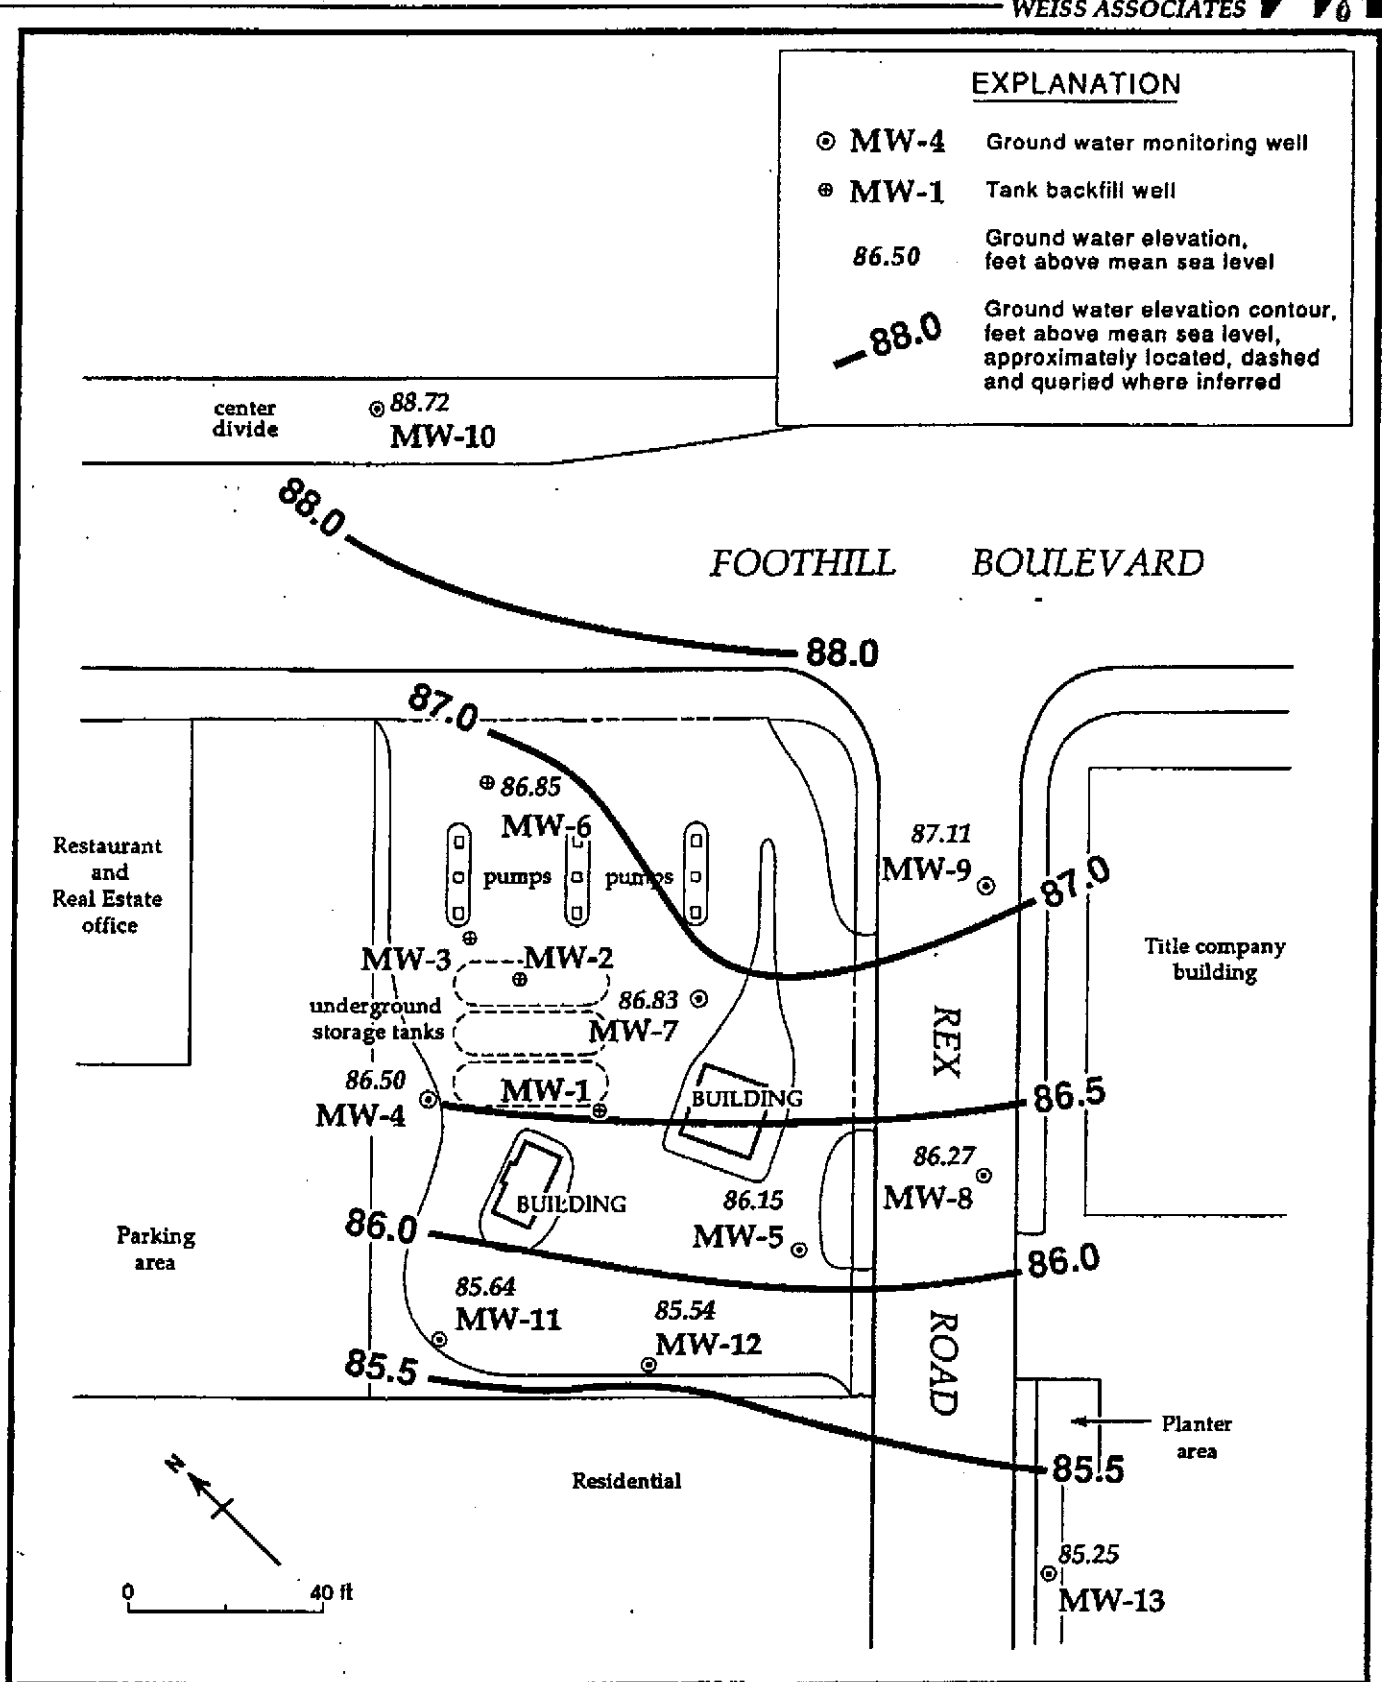 WEISS ASSOCIATES
EXPLANATION
MW-4 Ground water monitoring well
MW-1 Tank backfill well
86.50 Ground water elevation,
feet above mean sea level
88.0 Ground water elevation contour,
feet above mean sea level,
approximately located, dashed
and queried where inferred
center
divide
88.72
MW-10
88.0
FOOTHILL BOULEVARD
88.0
87.0
86.85
MW-6
pumps pumps
87.11
MW-9
87.0
Restaurant
and
Real Estate
office
Title company
building
MW-3 MW-2
underground
storage tanks
86.83
MW-7
REX
86.50
MW-4
MW-1
BUILDING
86.5
86.27
MW-8
86.15
MW-5
BUILDING
86.0
86.0
Parking
area
85.64
MW-11
85.54
MW-12
ROAD
85.5
Planter
area
85.5
Residential
N
85.25
MW-13
0 40 ft